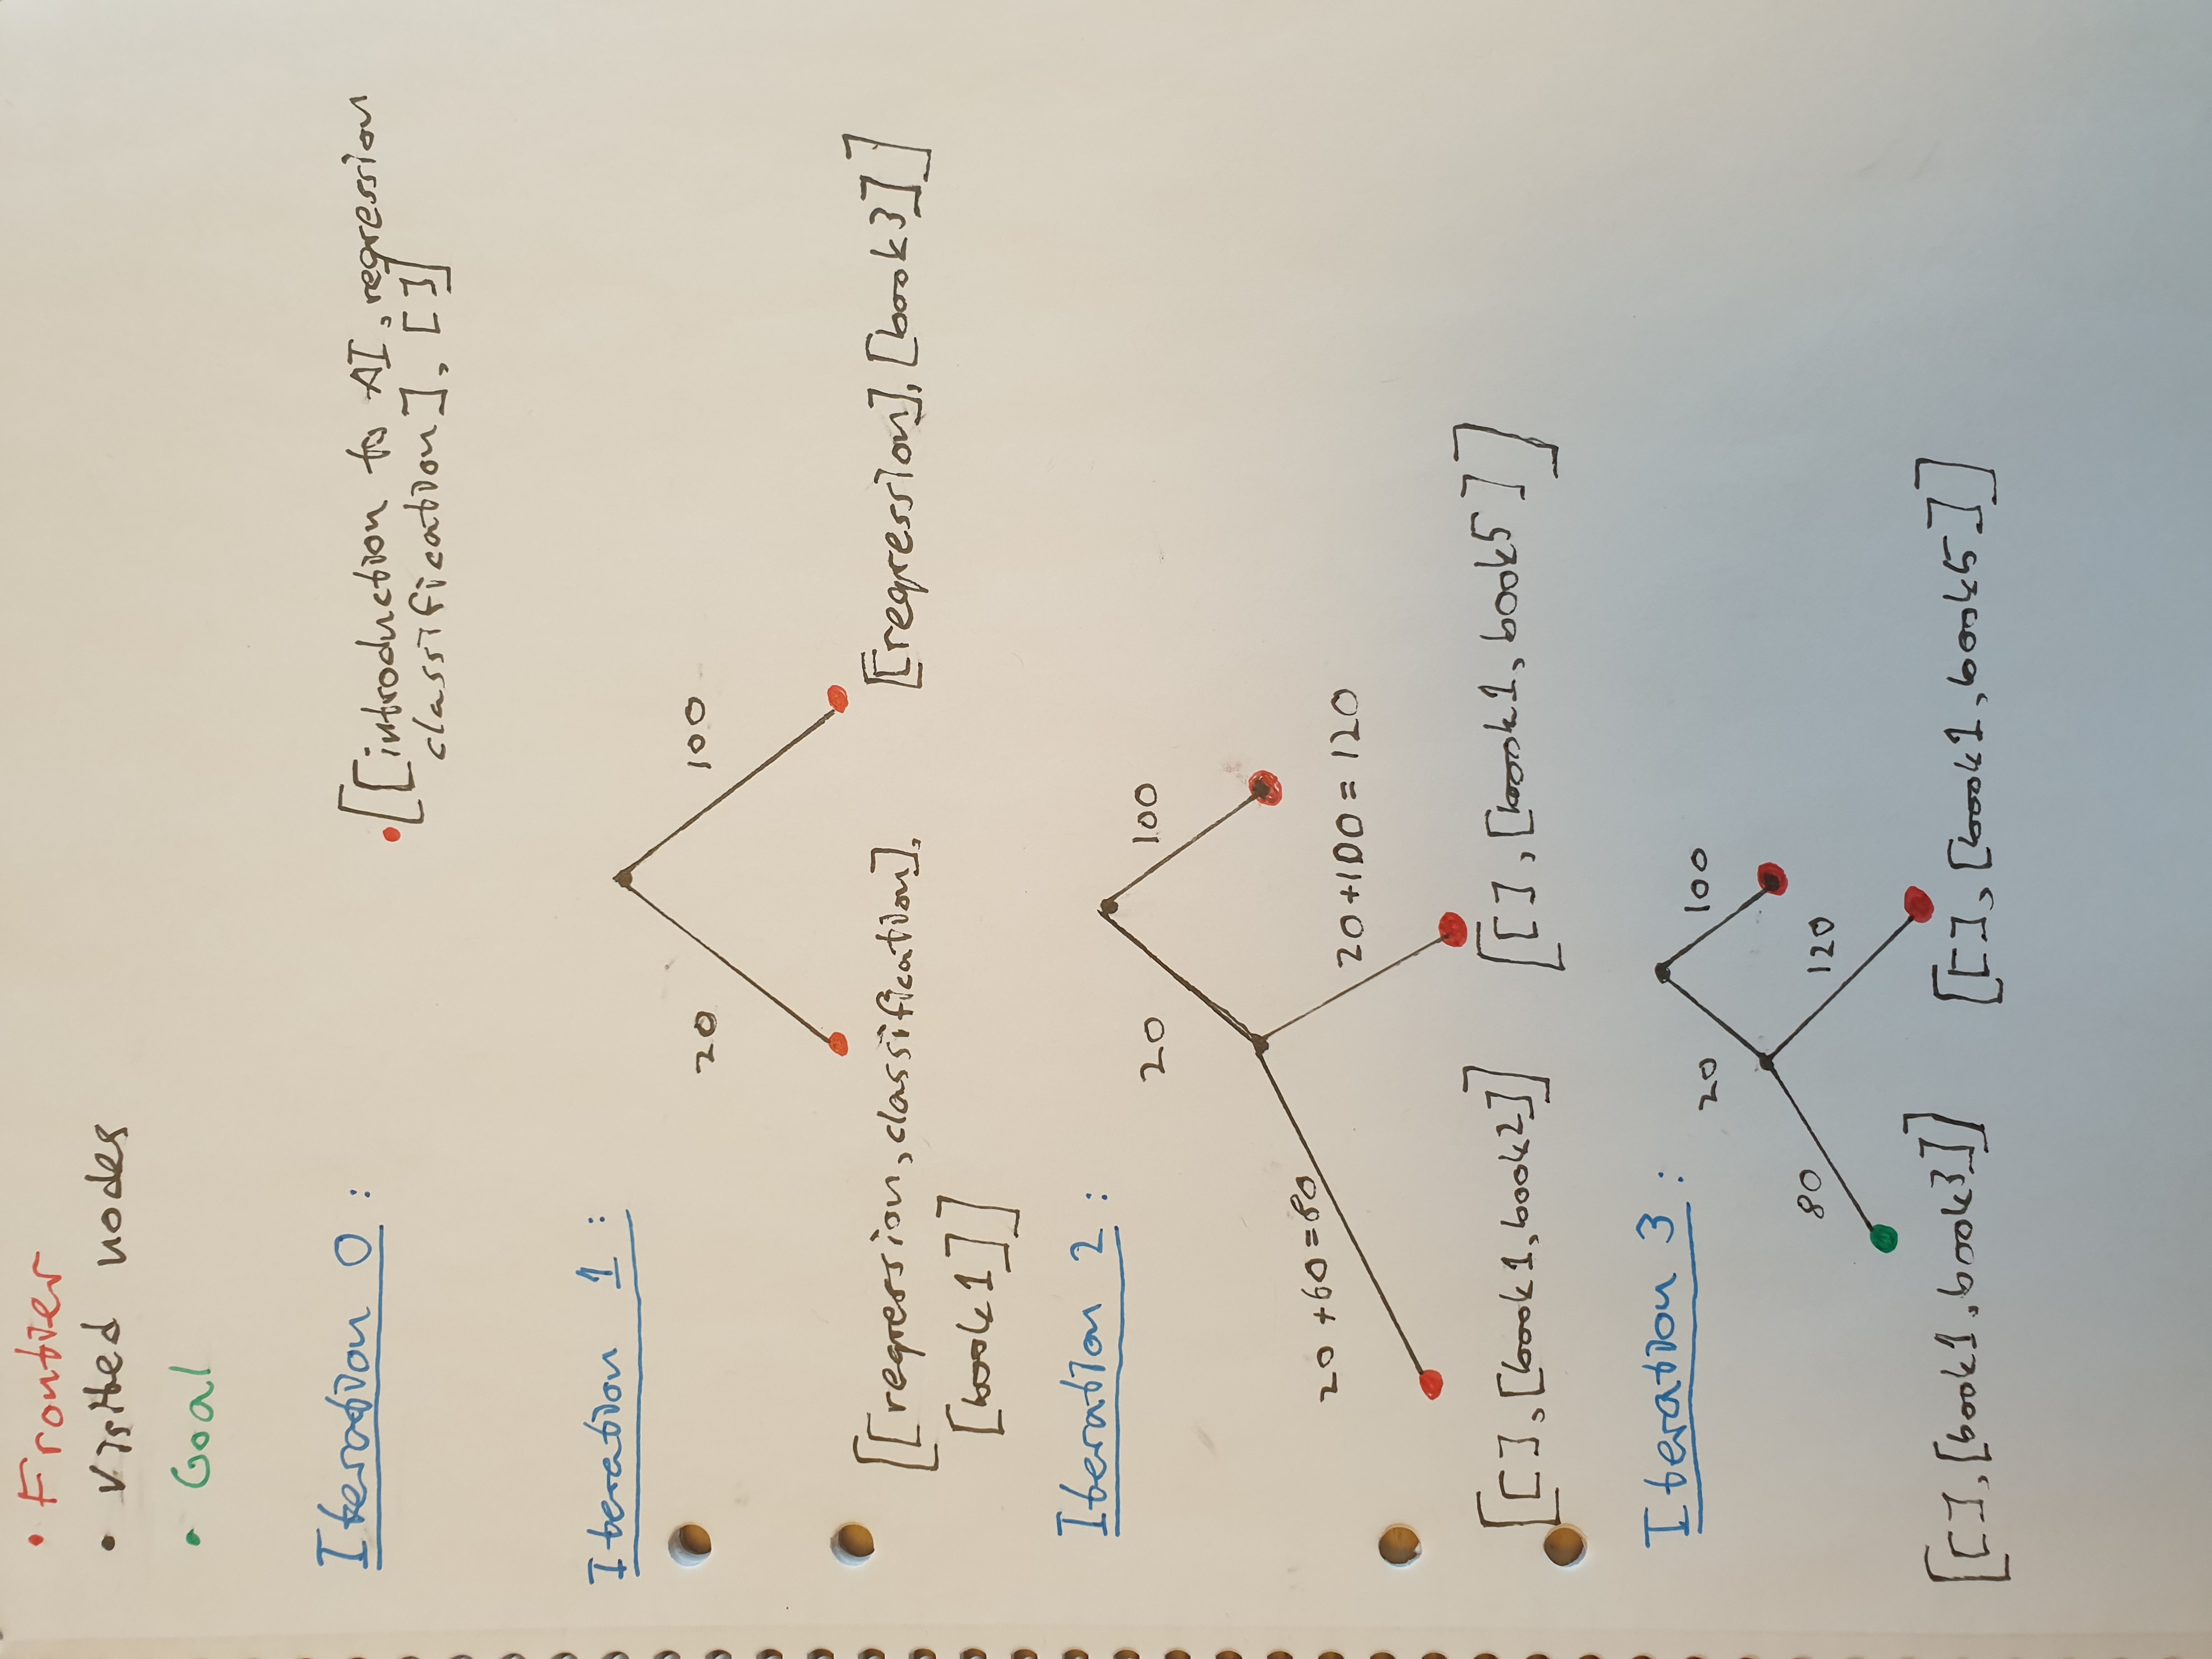 • Frontier
• Visited nodes
• Goal
Iteration 0 :
[[introduction to AI, regression
classification], []]
Iteration 1 :
20
100
[[regression, classification],
[book1]]
[[regression], [book3]]
Iteration 2 :
20
100
20 + 60 = 80
20 + 100 = 120
[[], [book1, book2]]
[[], [book1, book5]]
Iteration 3 :
20
100
80
120
[[], [book1, book3]]
[[], [book1, book5]]